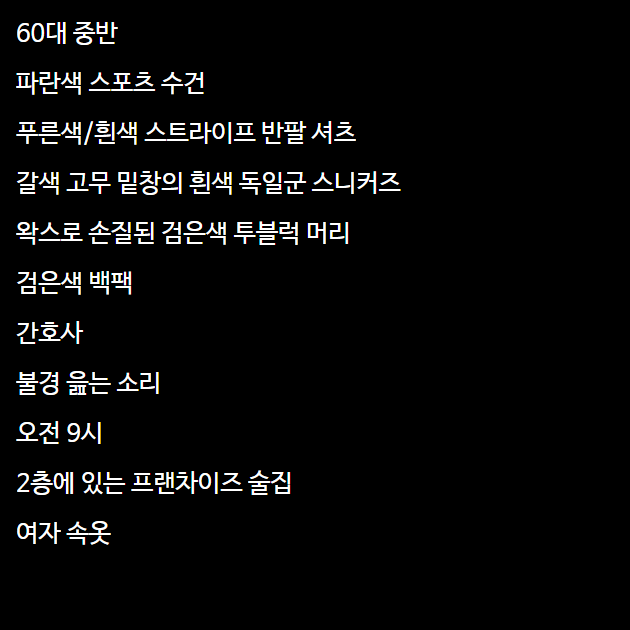 60대 중반
파란색 스포츠 수건
푸른색/흰색 스트라이프 반팔 셔츠
갈색 고무 밑창의 흰색 독일군 스니커즈
왁스로 손질된 검은색 투블럭 머리
검은색 백팩
간호사
불경 읊는 소리
오전 9시
2층에 있는 프랜차이즈 술집
여자 속옷